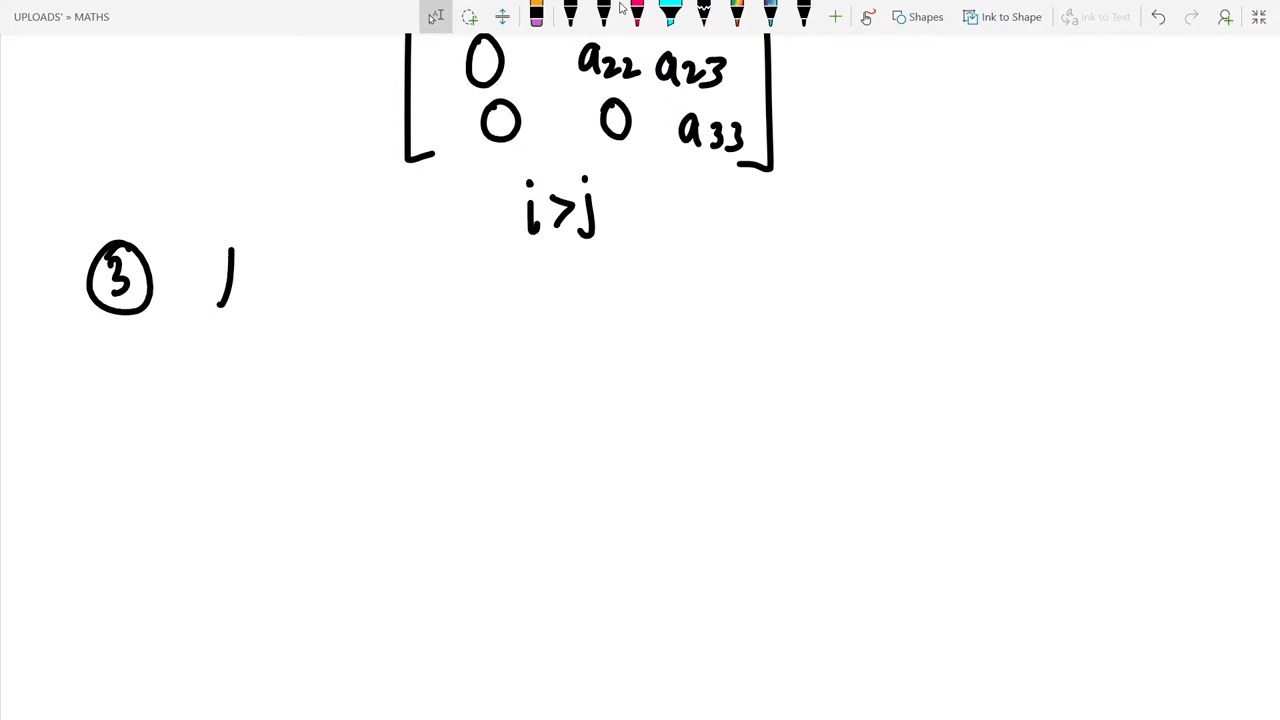 UPLOADS' » MATHS
Shapes Ink to Shape Ink to Text
0 a22 a23
0 0 a33
i>j
3